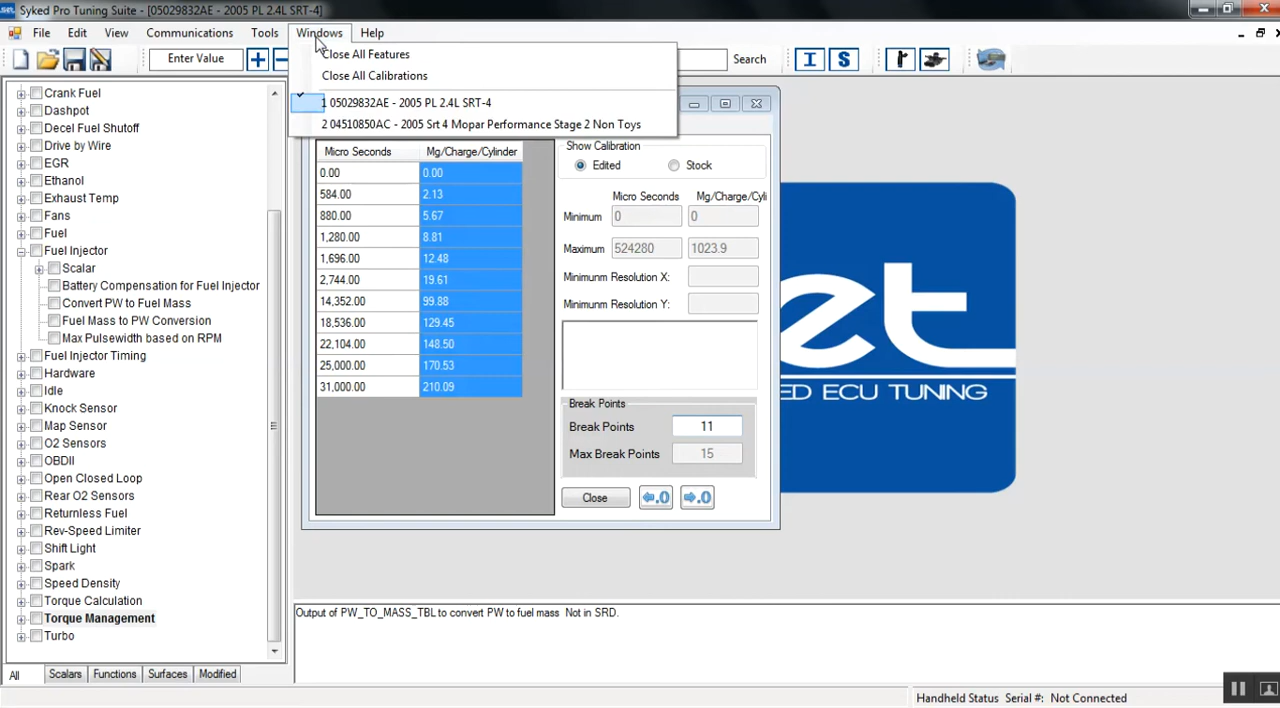 Syked Pro Tuning Suite - [05029832AE - 2005 PL 2.4L SRT-4]
File Edit View Communications Tools Windows Help
Enter Value Search I S
Close All Features
Close All Calibrations
1 05029832AE - 2005 PL 2.4L SRT-4
2 04510850AC - 2005 Srt 4 Mopar Performance Stage 2 Non Toys
Crank Fuel
Dashpot
Decel Fuel Shutoff
Drive by Wire
EGR
Ethanol
Exhaust Temp
Fans
Fuel
Fuel Injector
Scalar
Battery Compensation for Fuel Injector
Convert PW to Fuel Mass
Fuel Mass to PW Conversion
Max Pulsewidth based on RPM
Fuel Injector Timing
Hardware
Idle
Knock Sensor
Map Sensor
O2 Sensors
OBDII
Open Closed Loop
Rear O2 Sensors
Returnless Fuel
Rev-Speed Limiter
Shift Light
Spark
Speed Density
Torque Calculation
Torque Management
Turbo
All Scalars Functions Surfaces Modified
Micro Seconds Mg/Charge/Cylinder
0.00 0.00
584.00 2.13
880.00 5.67
1,280.00 8.81
1,696.00 12.48
2,744.00 19.61
14,352.00 99.88
18,536.00 129.45
22,104.00 148.50
25,000.00 170.53
31,000.00 210.09
Show Calibration
Edited Stock
Micro Seconds Mg/Charge/Cyli
Minimum 0 0
Maximum 524280 1023.9
Minimunm Resolution X:
Minimunm Resolution Y:
Break Points
Break Points 11
Max Break Points 15
Close .0 .0
et
ED ECU TUNING
Output of PW_TO_MASS_TBL to convert PW to fuel mass Not in SRD.
Handheld Status Serial #: Not Connected